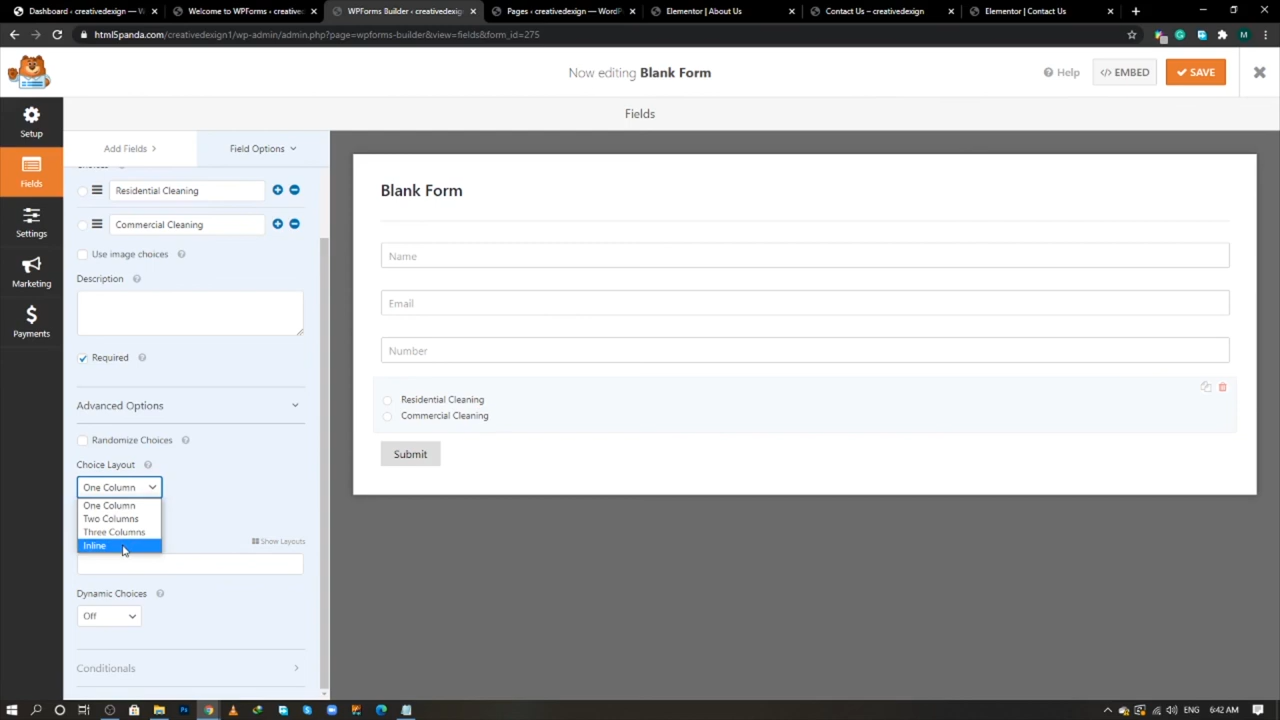 Dashboard ‹ creativedesign — W
Welcome to WPForms ‹ creatived
WPForms Builder ‹ creativedesig
Pages ‹ creativedesign — WordP
Elementor | About Us
Contact Us – creativedesign
Elementor | Contact Us
html5panda.com/creativedesign1/wp-admin/admin.php?page=wpforms-builder&view=fields&form_id=275
M
Now editing Blank Form
Help
</> EMBED
SAVE
Setup
Fields
Settings
Marketing
Payments
Fields
Add Fields
Field Options
Residential Cleaning
Commercial Cleaning
Use image choices
Description
Required
Advanced Options
Randomize Choices
Choice Layout
One Column
One Column
Two Columns
Three Columns
Inline
Show Layouts
Dynamic Choices
Off
Conditionals
Blank Form
Name
Email
Number
Residential Cleaning
Commercial Cleaning
Submit
ENG
6:42 AM